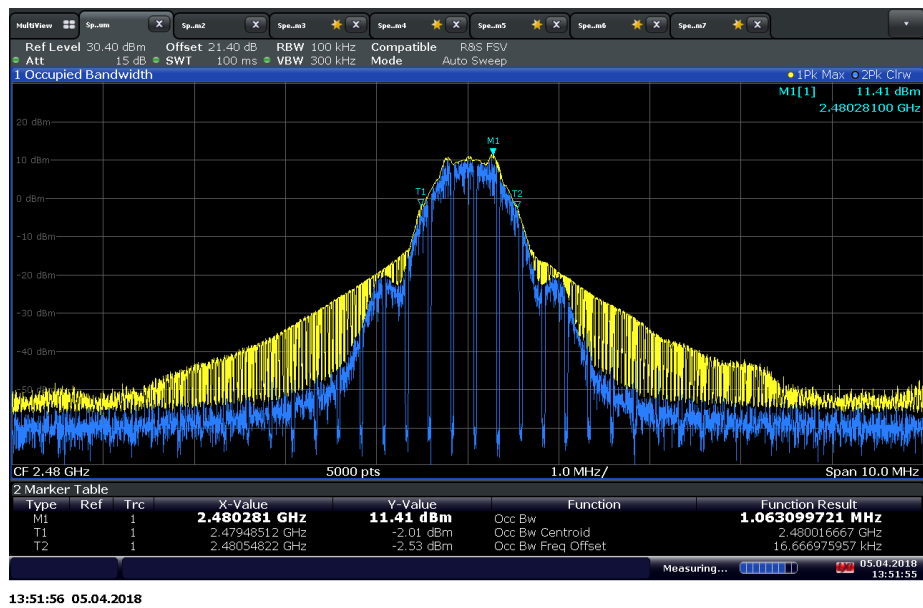 MultiView Sp..um X Sp..m2 X Spe..m3 X Spe..m4 X Spe..m5 X Spe..m6 X Spe..m7 X
Ref Level 30.40 dBm Offset 21.40 dB RBW 100 kHz Compatible R&S FSV
Att 15 dB SWT 100 ms VBW 300 kHz Mode Auto Sweep
1 Occupied Bandwidth 1Pk Max 2Pk Clrw
M1[1] 11.41 dBm
2.48028100 GHz
20 dBm
M1
10 dBm
T1 T2
0 dBm
-10 dBm
-20 dBm
-30 dBm
-40 dBm
CF 2.48 GHz 5000 pts 1.0 MHz/ Span 10.0 MHz
2 Marker Table
Type Ref Trc X-Value Y-Value Function Function Result
M1 1 2.480281 GHz 11.41 dBm Occ Bw 1.063099721 MHz
T1 1 2.47948512 GHz -2.01 dBm Occ Bw Centroid 2.480016667 GHz
T2 1 2.48054822 GHz -2.53 dBm Occ Bw Freq Offset 16.666975957 kHz
Measuring... 05.04.2018
13:51:55
13:51:56 05.04.2018